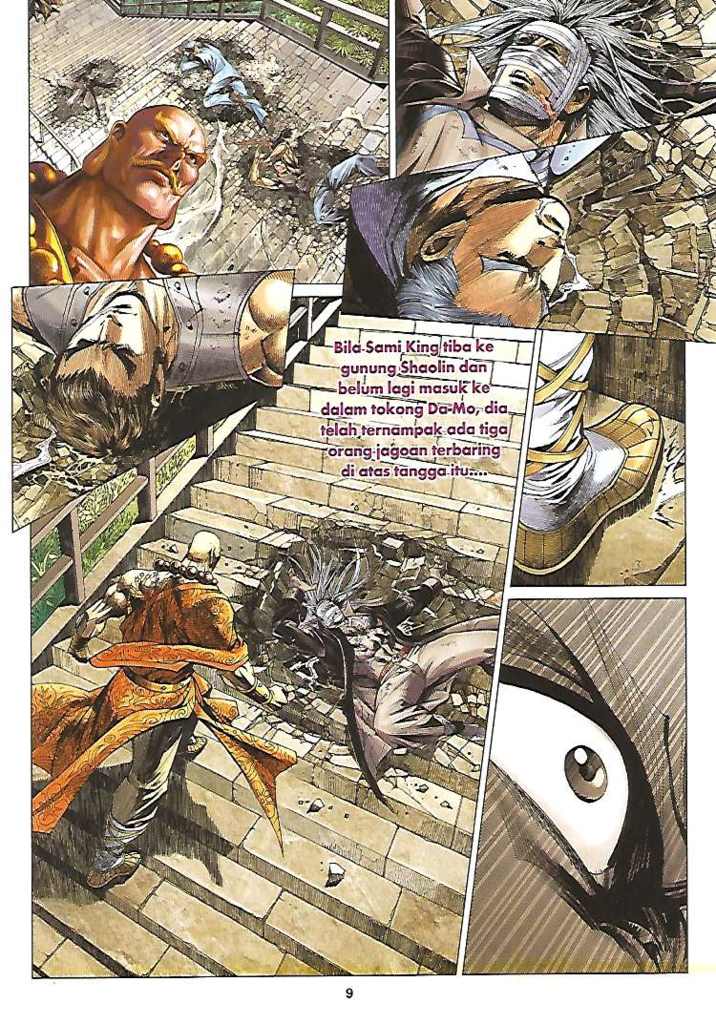 Bila Sami King tiba ke
gunung Shaolin dan
belum lagi masuk ke
dalam tokong Da-Mo, dia
telah ternampak ada tiga
orang jagoan terbaring
di atas tangga itu....
9